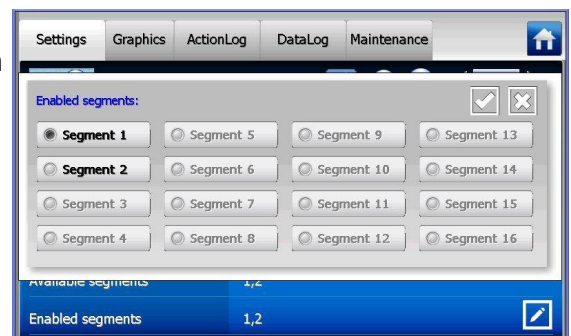 Settings Graphics ActionLog DataLog Maintenance
Enabled segments:
Segment 1 Segment 5 Segment 9 Segment 13
Segment 2 Segment 6 Segment 10 Segment 14
Segment 3 Segment 7 Segment 11 Segment 15
Segment 4 Segment 8 Segment 12 Segment 16
Available segments 1,2
Enabled segments 1,2